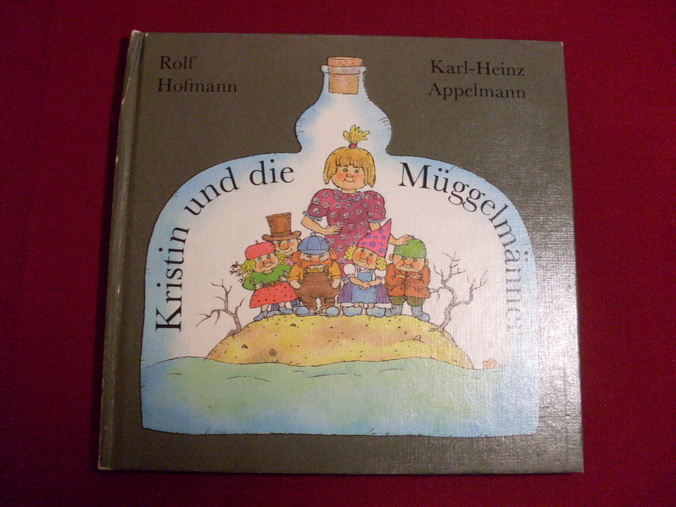 Rolf
Hofmann
Karl-Heinz
Appelmann
Kristin und die Müggelmänner